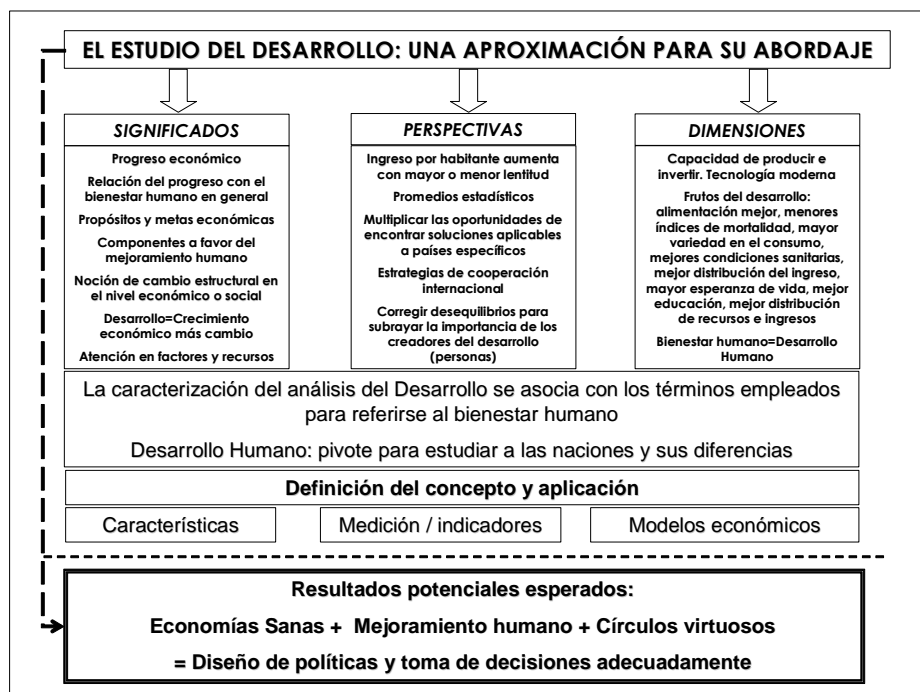 EL ESTUDIO DEL DESARROLLO: UNA APROXIMACIÓN PARA SU ABORDAJE
SIGNIFICADOS
Progreso económico
Relación del progreso con el
bienestar humano en general
Propósitos y metas económicas
Componentes a favor del
mejoramiento humano
Noción de cambio estructural en
el nivel económico o social
Desarrollo=Crecimiento
económico más cambio
Atención en factores y recursos
PERSPECTIVAS
Ingreso por habitante aumenta
con mayor o menor lentitud
Promedios estadísticos
Multiplicar las oportunidades de
encontrar soluciones aplicables
a países específicos
Estrategias de cooperación
internacional
Corregir desequilibrios para
subrayar la importancia de los
creadores del desarrollo
(personas)
DIMENSIONES
Capacidad de producir e
invertir. Tecnología moderna
Frutos del desarrollo:
alimentación mejor, menores
índices de mortalidad, mayor
variedad en el consumo,
mejores condiciones sanitarias,
mejor distribución del ingreso,
mayor esperanza de vida, mejor
educación, mejor distribución
de recursos e ingresos
Bienestar humano=Desarrollo
Humano
La caracterización del análisis del Desarrollo se asocia con los términos empleados
para referirse al bienestar humano
Desarrollo Humano: pivote para estudiar a las naciones y sus diferencias
Definición del concepto y aplicación
Característícas
Medición / indicadores
Modelos económicos
Resultados potenciales esperados:
Economías Sanas + Mejoramiento humano + Círculos virtuosos
= Diseño de políticas y toma de decisiones adecuadamente